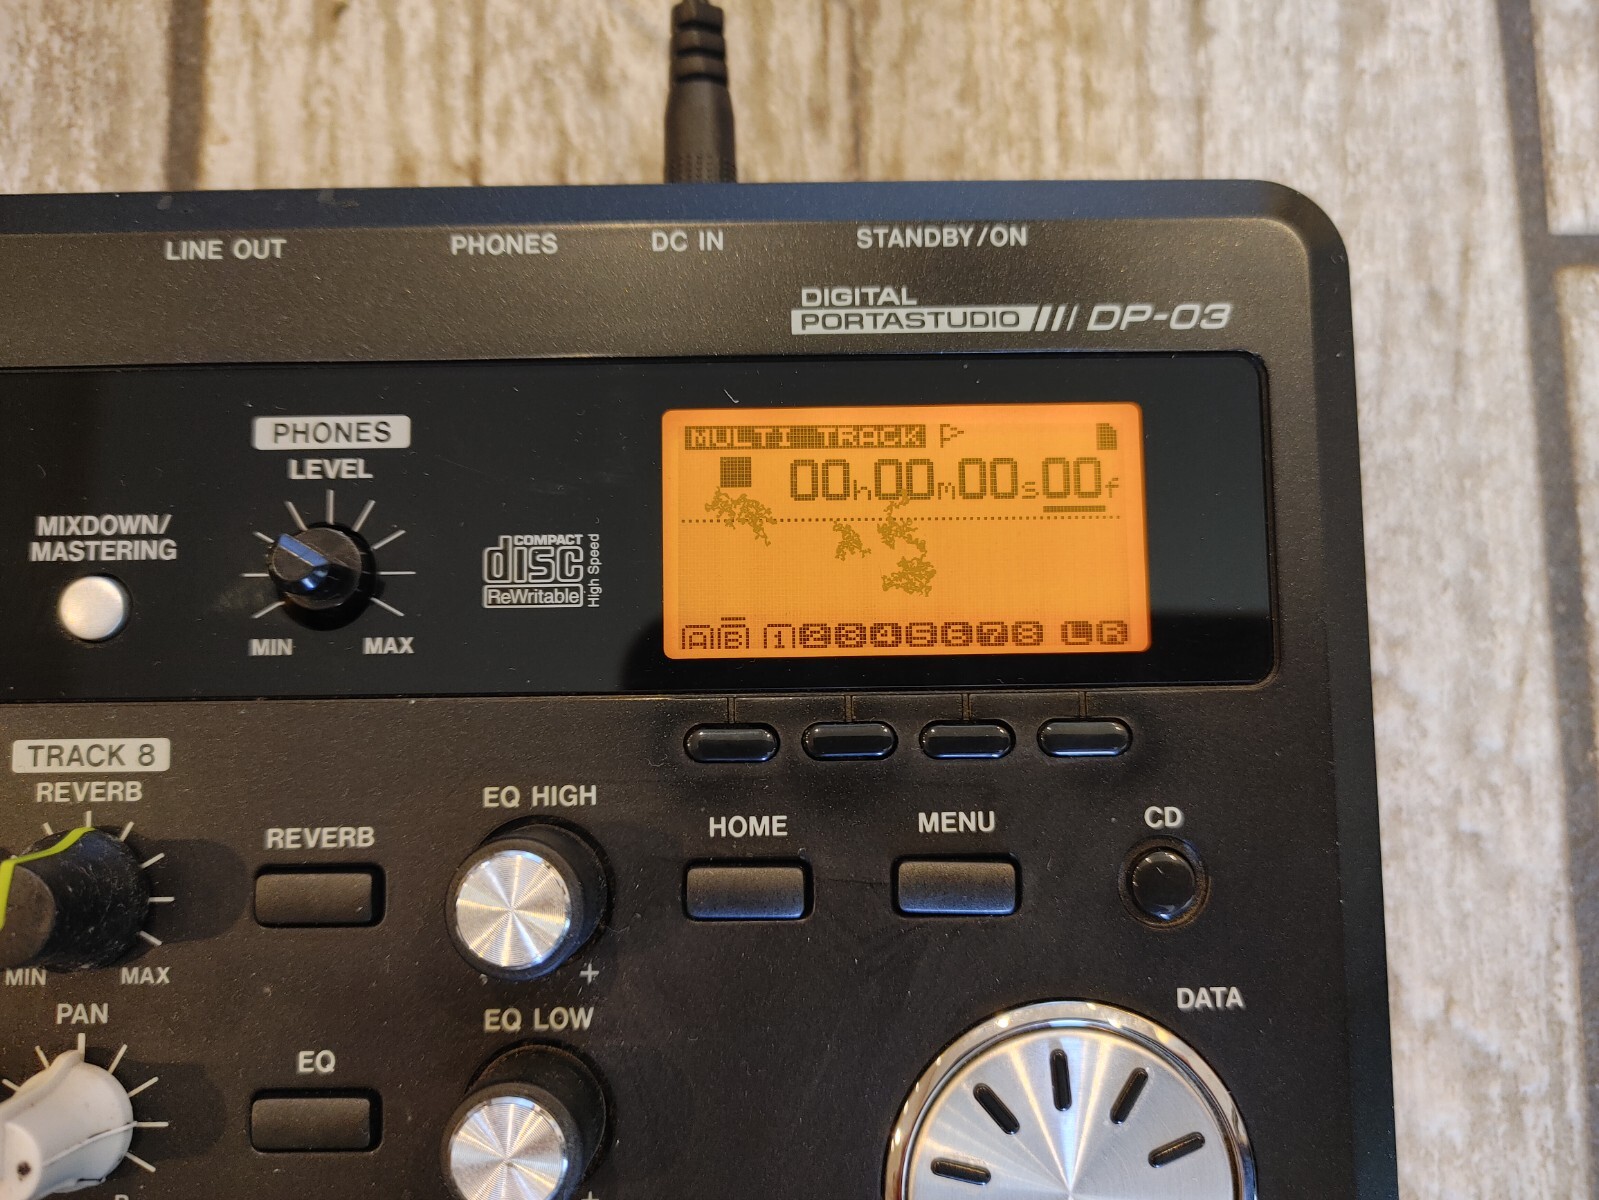 LINE OUT PHONES DC IN STANDBY/ON
DIGITAL
PORTASTUDIO DP-03
PHONES
LEVEL
MIN MAX
MIXDOWN/
MASTERING
COMPACT
disc
ReWritable
High Speed
MULTI TRACK
00h00m00s00f
A B 1 2 3 4 5 6 7 8 L R
TRACK 8
REVERB
MIN MAX
PAN
REVERB
EQ
EQ HIGH
- +
EQ LOW
+
HOME MENU CD
DATA